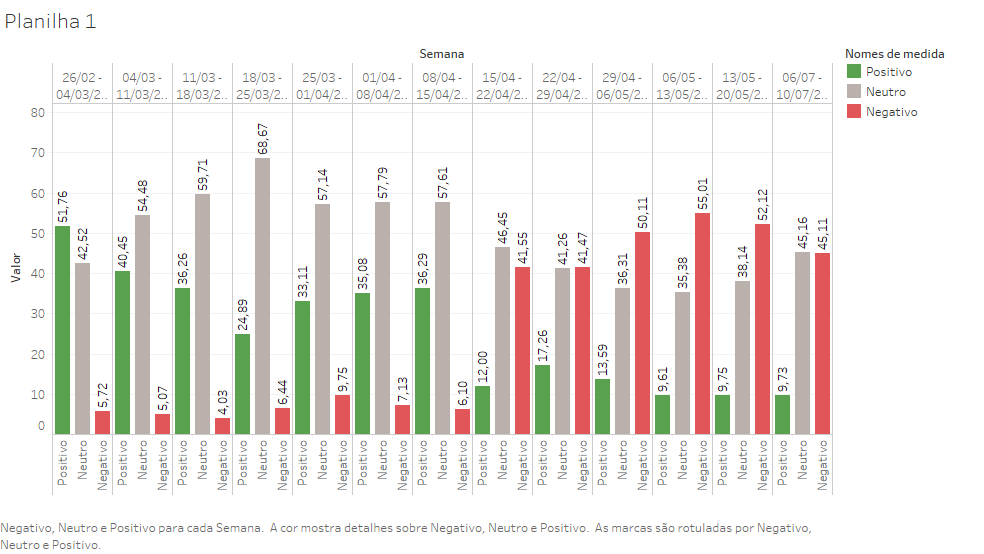 Planilha 1
Semana
26/02 - 04/03 - 11/03 - 18/03 - 25/03 - 01/04 - 08/04 - 15/04 - 22/04 - 29/04 - 06/05 - 13/05 - 06/07 -
04/03/2.. 11/03/2.. 18/03/2.. 25/03/2.. 01/04/2.. 08/04/2.. 15/04/2.. 22/04/2.. 29/04/2.. 06/05/2.. 13/05/2.. 20/05/2.. 10/07/2..
Nomes de medida
Positivo
Neutro
Negativo
Valor
80
70
60
50
40
30
20
10
0
51,76 42,52 5,72
40,45 54,48 5,07
36,26 59,71 4,03
24,89 68,67 6,44
33,11 57,14 9,75
35,08 57,79 7,13
36,29 57,61 6,10
12,00 46,45 41,55
17,26 41,26 41,47
13,59 36,31 50,11
9,61 35,38 55,01
9,75 38,14 52,12
9,73 45,16 45,11
Positivo Neutro Negativo Positivo Neutro Negativo Positivo Neutro Negativo Positivo Neutro Negativo Positivo Neutro Negativo Positivo Neutro Negativo Positivo Neutro Negativo Positivo Neutro Negativo Positivo Neutro Negativo Positivo Neutro Negativo Positivo Neutro Negativo Positivo Neutro Negativo Positivo Neutro Negativo
Negativo, Neutro e Positivo para cada Semana. A cor mostra detalhes sobre Negativo, Neutro e Positivo. As marcas são rotuladas por Negativo,
Neutro e Positivo.